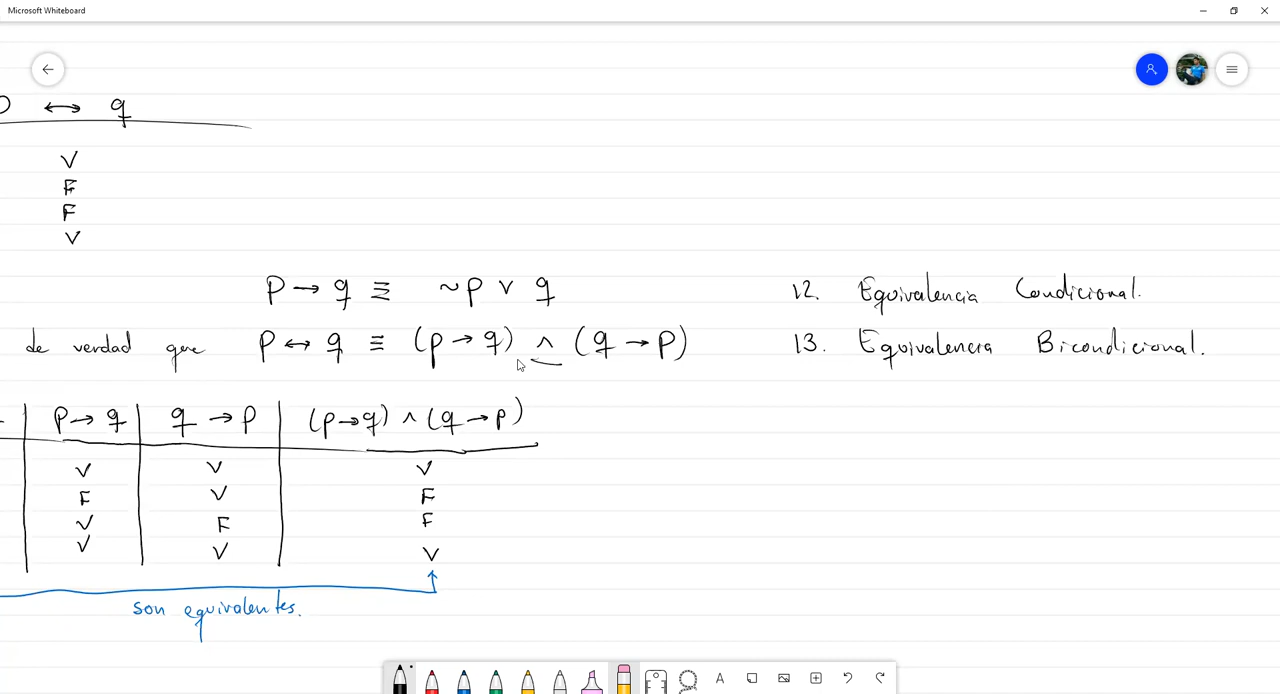 Microsoft Whiteboard
↔ q
V
F
F
V
p → q ≡ ~p ∨ q 12. Equivalencia Condicional.
de verdad que p ↔ q ≡ (p → q) ∧ (q → p) 13. Equivalencia Bicondicional.
p → q q → p (p → q) ∧ (q → p)
V V V
F V F
V F F
V V V
son equivalentes.
A